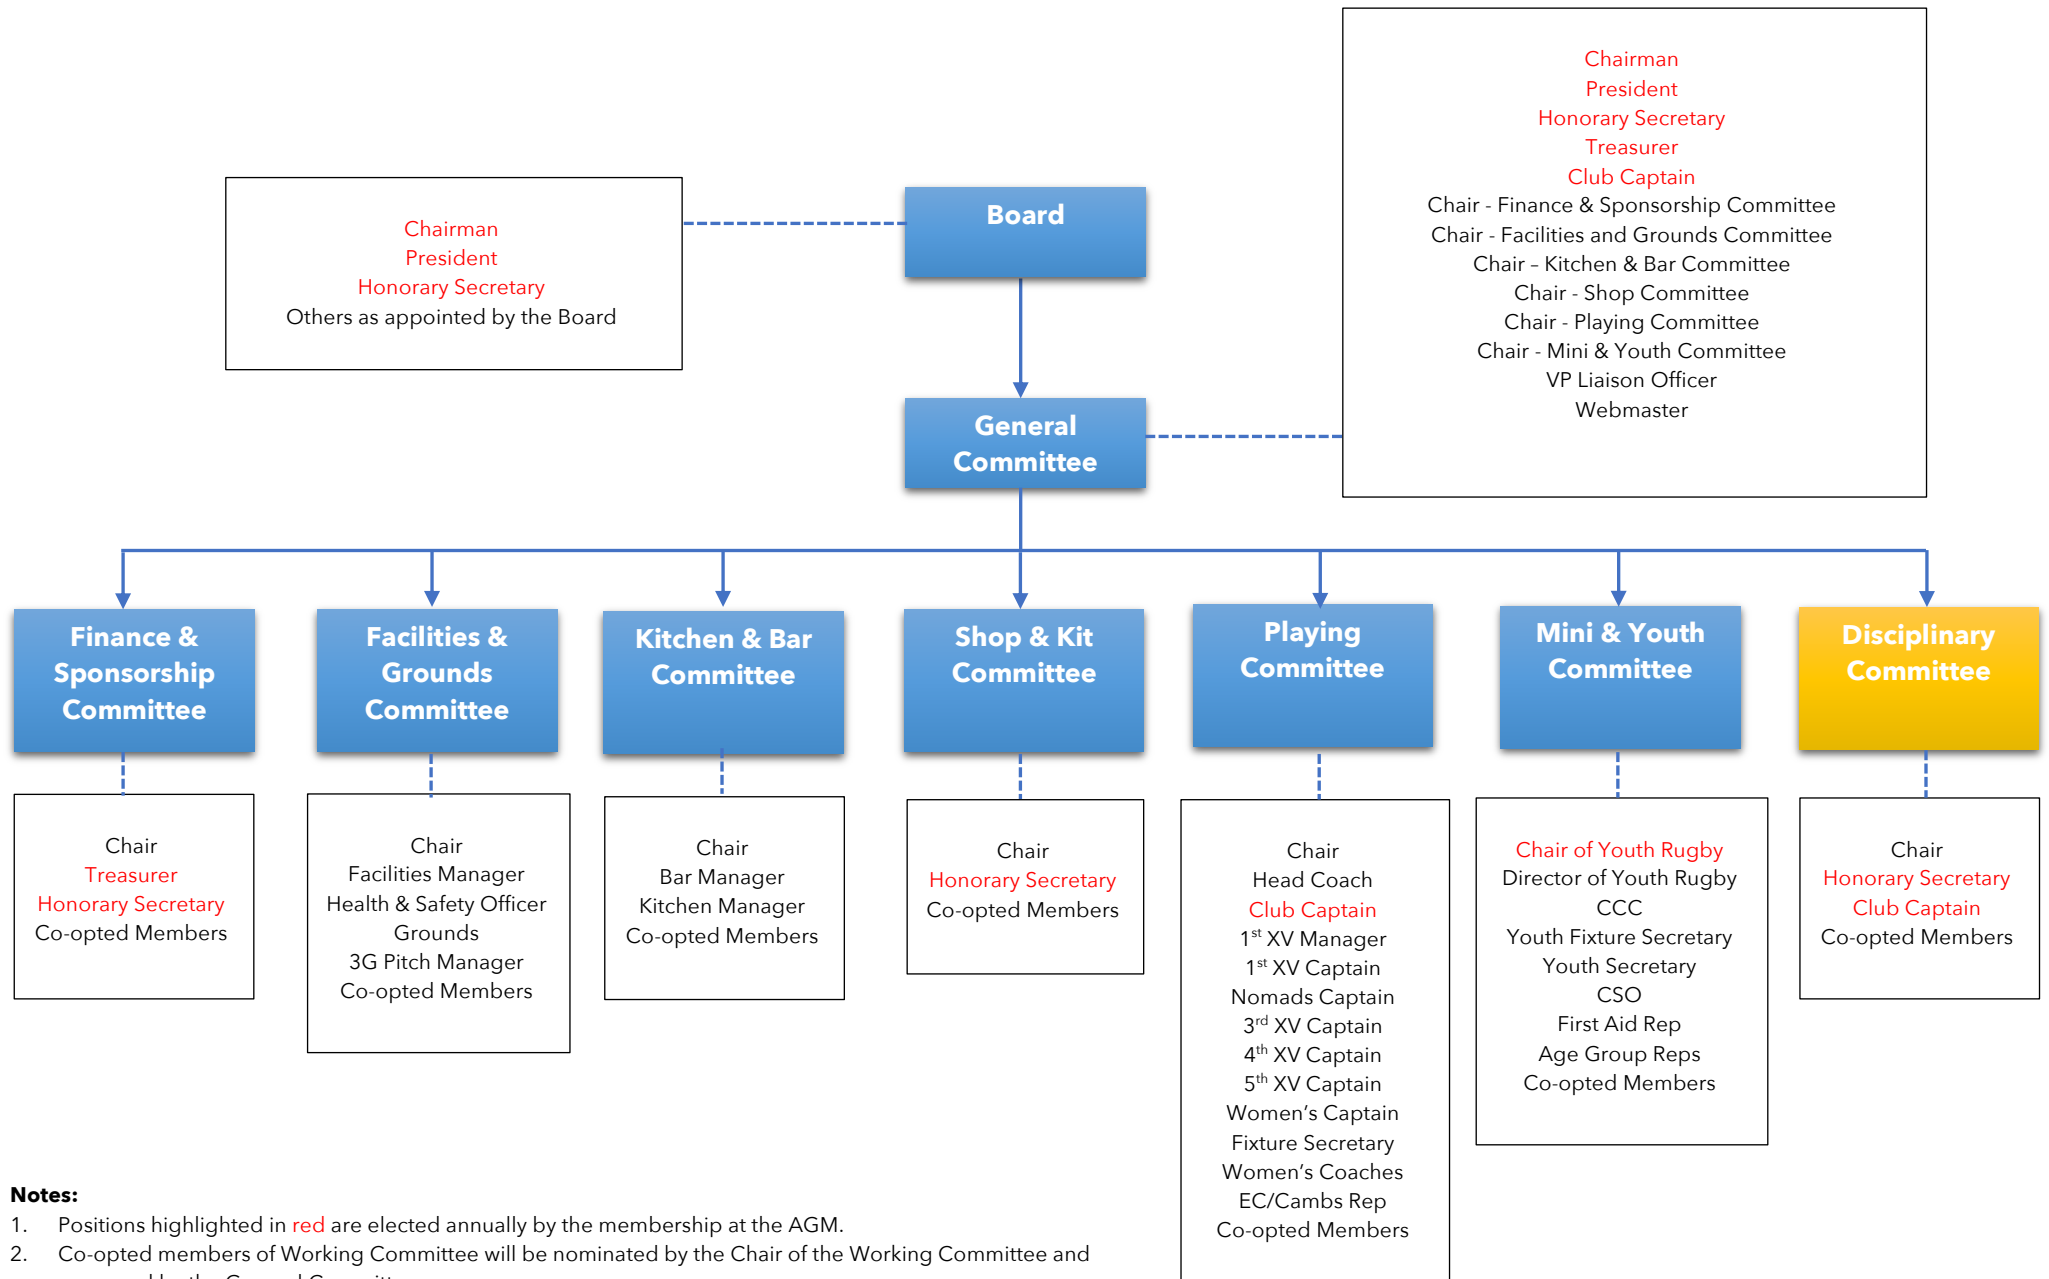 Chairman
President
Honorary Secretary
Treasurer
Club Captain
Chair - Finance & Sponsorship Committee
Chair - Facilities and Grounds Committee
Chair – Kitchen & Bar Committee
Chair - Shop Committee
Chair - Playing Committee
Chair - Mini & Youth Committee
VP Liaison Officer
Webmaster
Chairman
President
Honorary Secretary
Others as appointed by the Board
Board
General
Committee
Finance &
Sponsorship
Committee
Facilities &
Grounds
Committee
Kitchen & Bar
Committee
Shop & Kit
Committee
Playing
Committee
Mini & Youth
Committee
Disciplinary
Committee
Chair
Treasurer
Honorary Secretary
Co-opted Members
Chair
Facilities Manager
Health & Safety Officer
Grounds
3G Pitch Manager
Co-opted Members
Chair
Bar Manager
Kitchen Manager
Co-opted Members
Chair
Honorary Secretary
Co-opted Members
Chair
Head Coach
Club Captain
1st XV Manager
1st XV Captain
Nomads Captain
3rd XV Captain
4th XV Captain
5th XV Captain
Women’s Captain
Fixture Secretary
Women’s Coaches
EC/Cambs Rep
Co-opted Members
Chair of Youth Rugby
Director of Youth Rugby
CCC
Youth Fixture Secretary
Youth Secretary
CSO
First Aid Rep
Age Group Reps
Co-opted Members
Chair
Honorary Secretary
Club Captain
Co-opted Members
Notes:
1. Positions highlighted in red are elected annually by the membership at the AGM.
2. Co-opted members of Working Committee will be nominated by the Chair of the Working Committee and